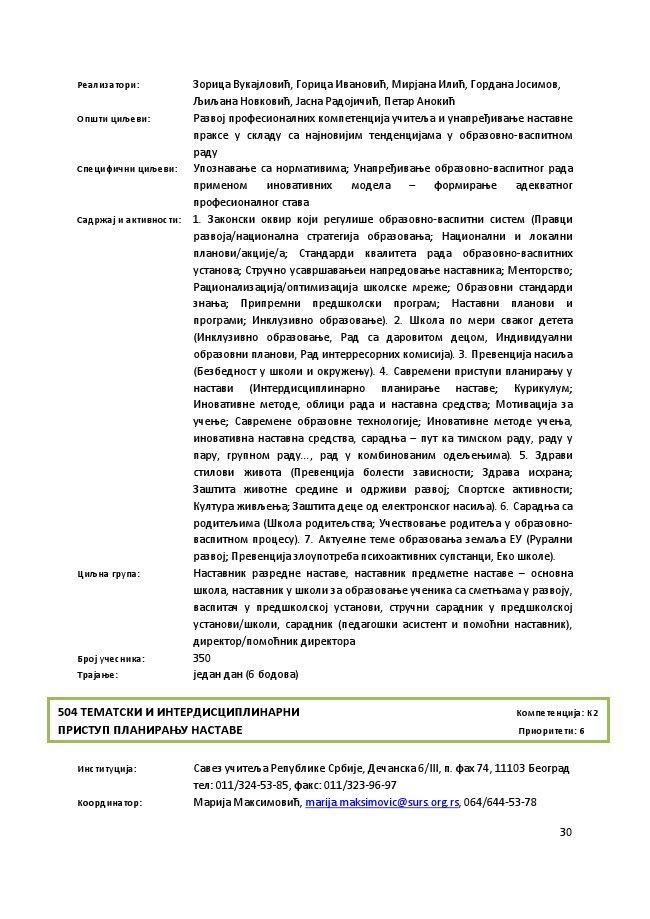 Реализатори: Зорица Вукајловић, Горица Ивановић, Мирјана Илић, Гордана Јосимов,
Љиљана Новковић, Јасна Радојичић, Петар Анокић
Општи циљеви: Развој професионалних компетенција учитеља и унапређивање наставне
праксе у складу са најновијим тенденцијама у образовно-васпитном
раду
Специфични циљеви: Упознавање са нормативима; Унапређивање образовно-васпитног рада
применом иновативних модела – формирање адекватног
професионалног става
Садржај и активности: 1. Законски оквир који регулише образовно-васпитни систем (Правци
развоја/национална стратегија образовања; Национални и локални
планови/акције/а; Стандарди квалитета рада образовно-васпитних
установа; Стручно усавршавањеи напредовање наставника; Менторство;
Рационализација/оптимизација школске мреже; Образовни стандарди
знања; Припремни предшколски програм; Наставни планови и
програми; Инклузивно образовање). 2. Школа по мери сваког детета
(Инклузивно образовање, Рад са даровитом децом, Индивидуални
образовни планови, Рад интерресорних комисија). 3. Превенција насиља
(Безбедност у школи и окружењу). 4. Савремени приступи планирању у
настави (Интердисциплинарно планирање наставе; Курикулум;
Иновативне методе, облици рада и наставна средства; Мотивација за
учење; Савремене образовне технологије; Иновативне методе учења,
иновативна наставна средства, сарадња – пут ка тимском раду, раду у
пару, групном раду..., рад у комбинованим одељењима). 5. Здрави
стилови живота (Превенција болести зависности; Здрава исхрана;
Заштита животне средине и одрживи развој; Спортске активности;
Култура живљења; Заштита деце од електронског насиља). 6. Сарадња са
родитељима (Школа родитељства; Учествовање родитеља у образовно-
васпитном процесу). 7. Актуелне теме образовања земаља ЕУ (Рурални
развој; Превенција злоупотреба психоактивних супстанци, Еко школе).
Циљна група: Наставник разредне наставе, наставник предметне наставе – основна
школа, наставник у школи за образовање ученика са сметњама у развоју,
васпитач у предшколској установи, стручни сарадник у предшколској
установи/школи, сарадник (педагошки асистент и помоћни наставник),
директор/помоћник директора
Број учесника: 350
Трајање: један дан (6 бодова)
504 ТЕМАТСКИ И ИНТЕРДИСЦИПЛИНАРНИ Компетенција: К2
ПРИСТУП ПЛАНИРАЊУ НАСТАВЕ Приоритети: 6
Институција: Савез учитеља Републике Србије, Дечанска 6/III, п. фах 74, 11103 Београд
тел: 011/324-53-85, факс: 011/323-96-97
Координатор: Марија Максимовић, marija.maksimovic@surs.org.rs, 064/644-53-78
30